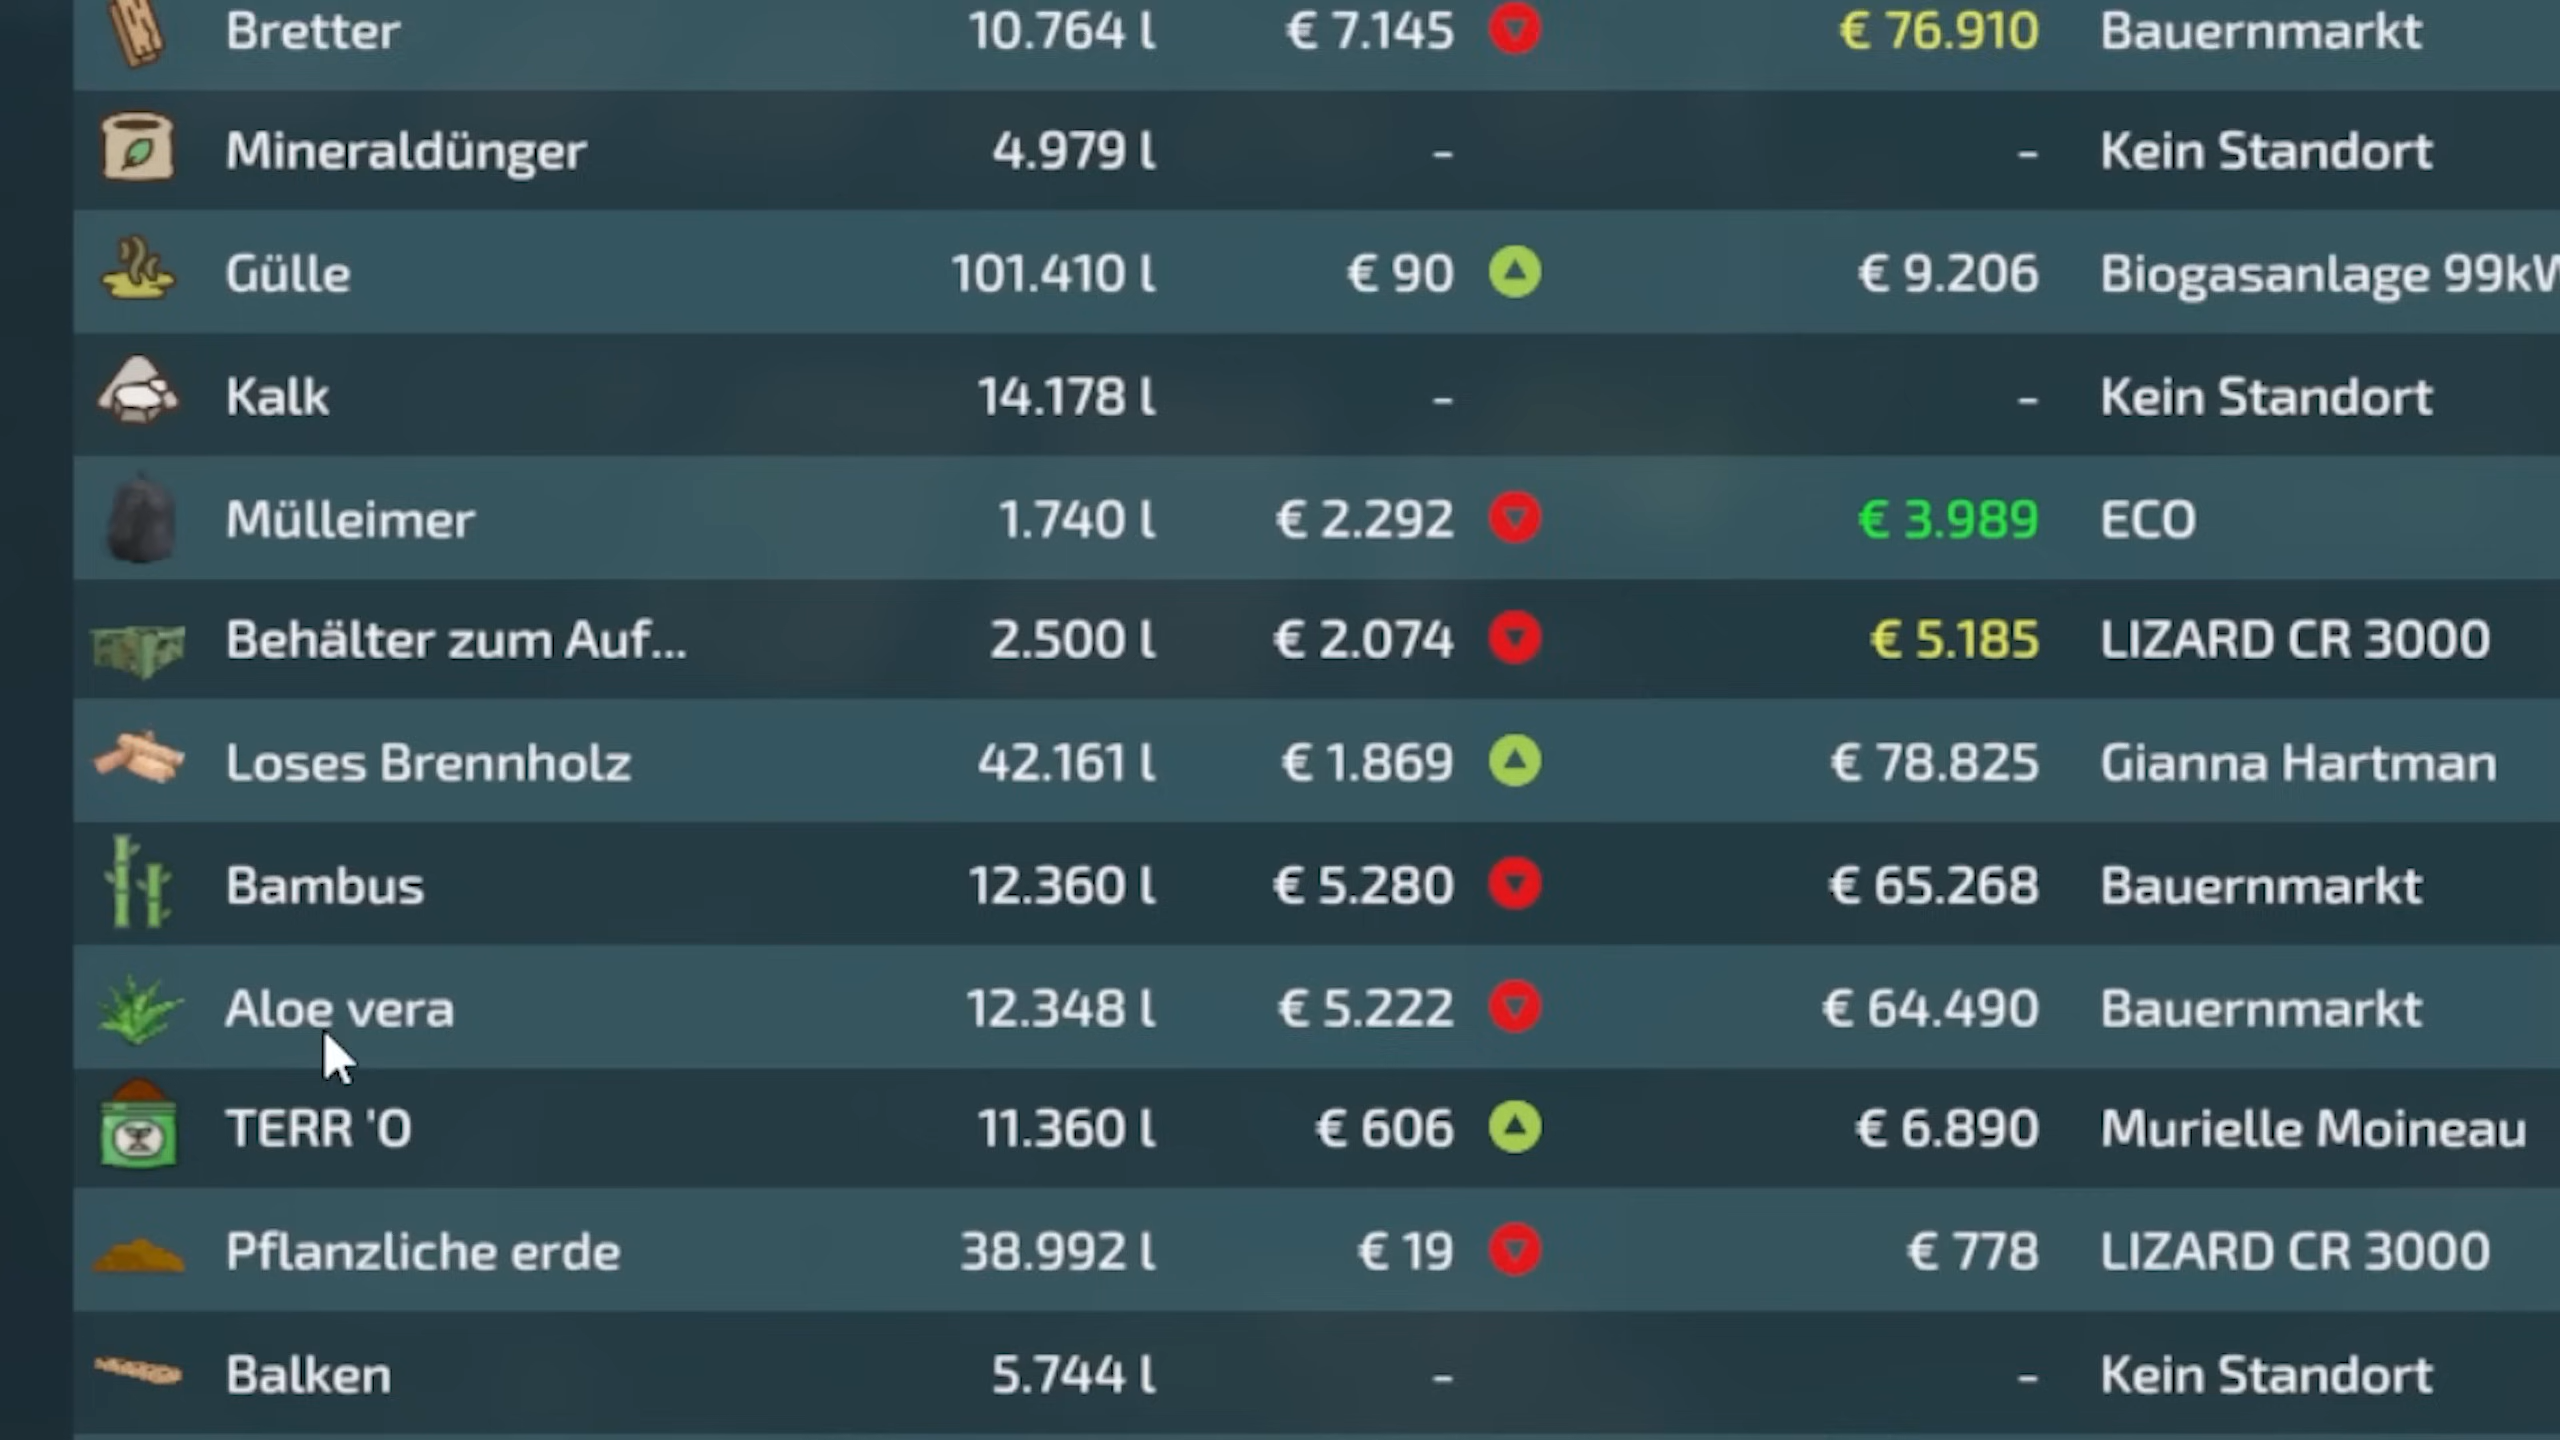 Bretter 10.764 l € 7.145 € 76.910 Bauernmarkt
Mineraldünger 4.979 l - - Kein Standort
Gülle 101.410 l € 90 € 9.206 Biogasanlage 99kW
Kalk 14.178 l - - Kein Standort
Mülleimer 1.740 l € 2.292 € 3.989 ECO
Behälter zum Auf... 2.500 l € 2.074 € 5.185 LIZARD CR 3000
Loses Brennholz 42.161 l € 1.869 € 78.825 Gianna Hartman
Bambus 12.360 l € 5.280 € 65.268 Bauernmarkt
Aloe vera 12.348 l € 5.222 € 64.490 Bauernmarkt
TERR 'O 11.360 l € 606 € 6.890 Murielle Moineau
Pflanzliche erde 38.992 l € 19 € 778 LIZARD CR 3000
Balken 5.744 l - - Kein Standort